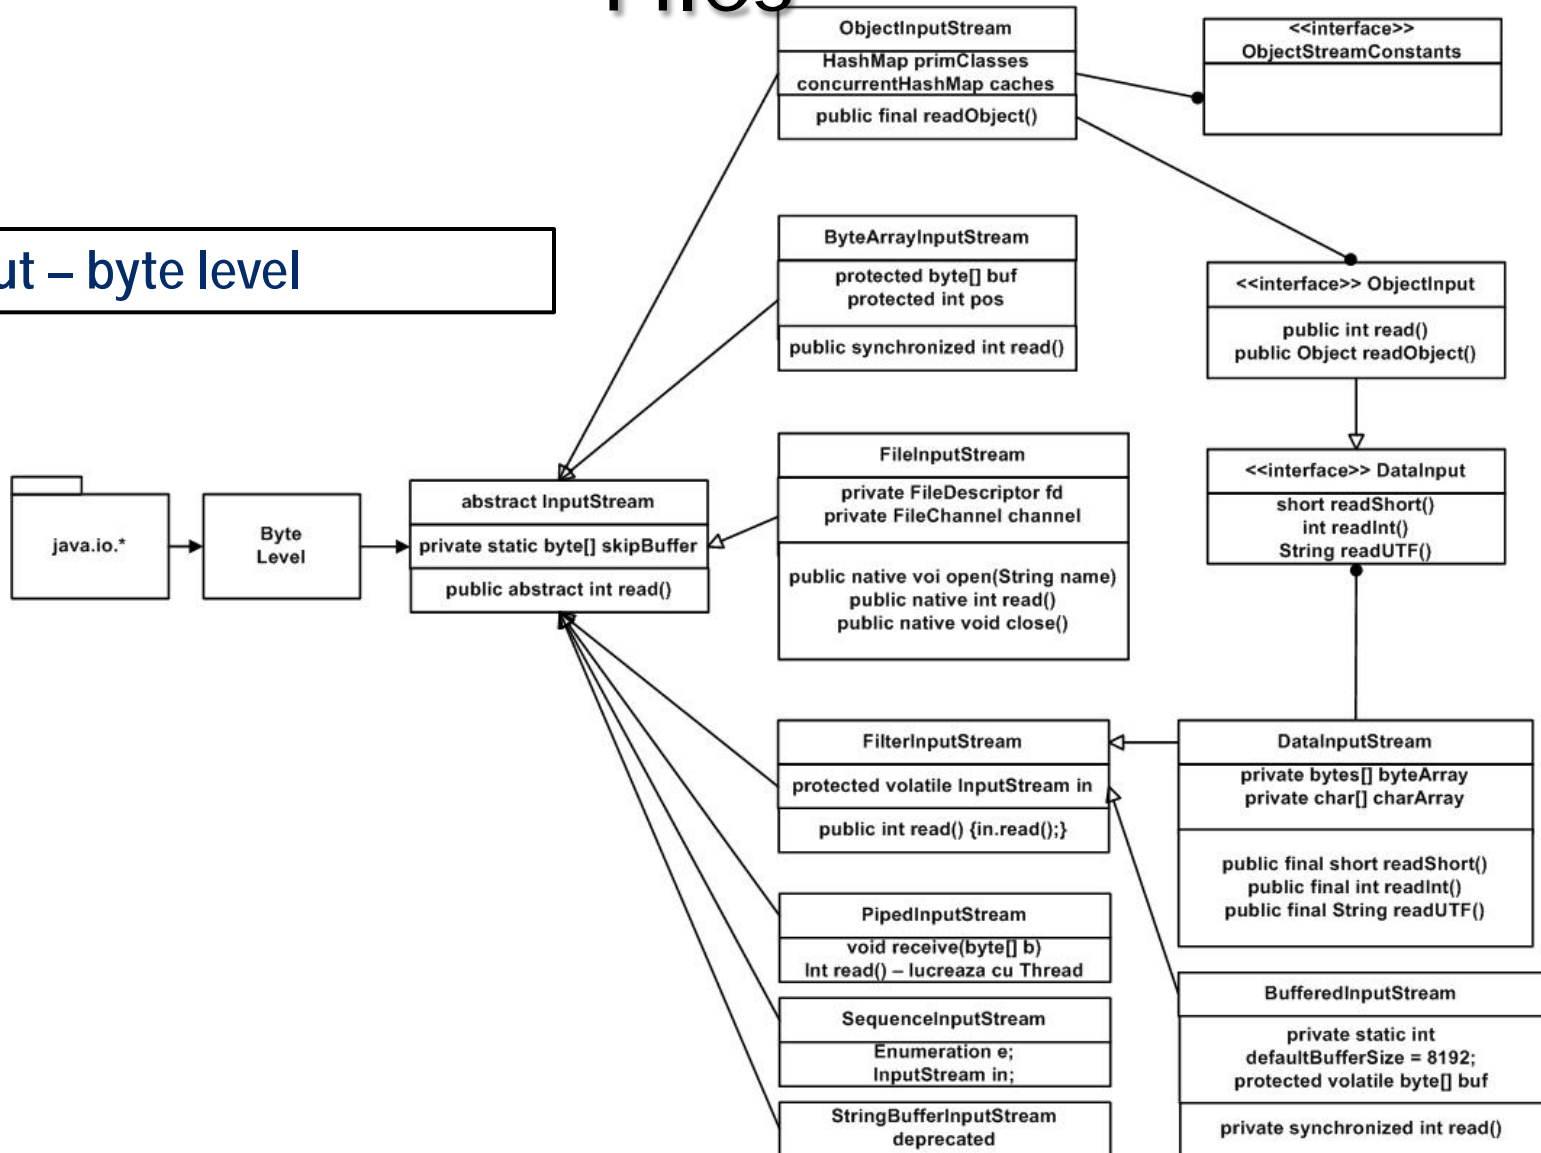 Files
ut – byte level
java.io.*
Byte
Level
abstract InputStream
private static byte[] skipBuffer
public abstract int read()
ObjectInputStream
HashMap primClasses
concurrentHashMap caches
public final readObject()
<<interface>>
ObjectStreamConstants
ByteArrayInputStream
protected byte[] buf
protected int pos
public synchronized int read()
<<interface>> ObjectInput
public int read()
public Object readObject()
FileInputStream
private FileDescriptor fd
private FileChannel channel
public native voi open(String name)
public native int read()
public native void close()
<<interface>> DataInput
short readShort()
int readInt()
String readUTF()
FilterInputStream
protected volatile InputStream in
public int read() {in.read();}
DataInputStream
private bytes[] byteArray
private char[] charArray
public final short readShort()
public final int readInt()
public final String readUTF()
PipedInputStream
void receive(byte[] b)
Int read() – lucreaza cu Thread
SequenceInputStream
Enumeration e;
InputStream in;
StringBufferInputStream
deprecated
BufferedInputStream
private static int
defaultBufferSize = 8192;
protected volatile byte[] buf
private synchronized int read()